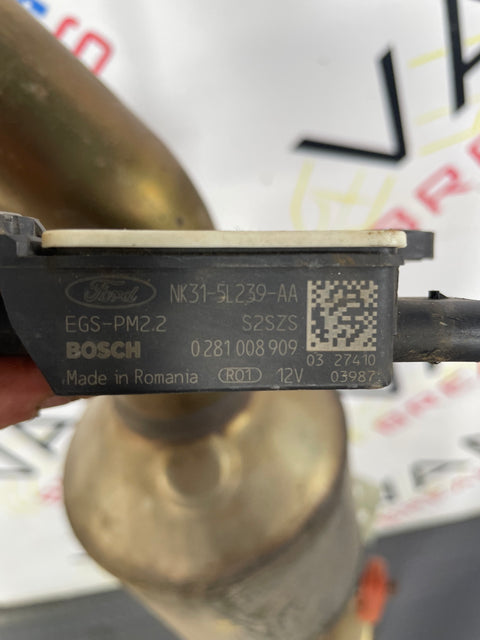 Ford NK31-5L239-AA
EGS-PM2.2 S2SZS
BOSCH 0 281 008 909
03 27410
Made in Romania R01 12V 03987